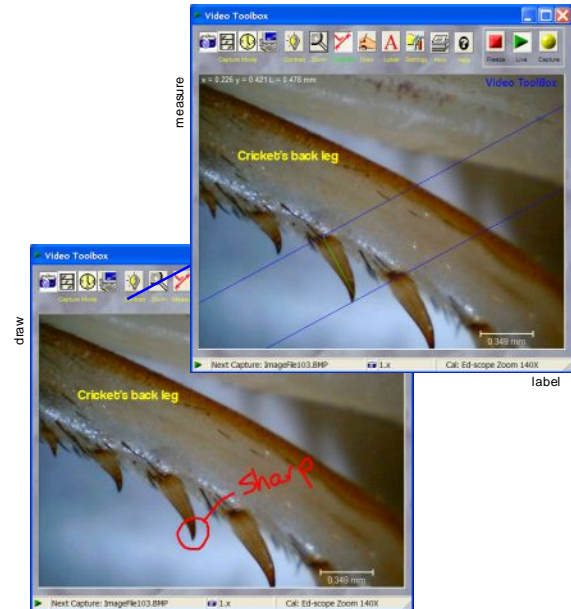 Video Toolbox
Capture Mode
Contrast
Zoom
Measure
Draw
Label
Settings
Print
Help
Freeze
Live
Capture
x = 0.226 y = 0.421 L = 0.478 mm
Video ToolBox
measure
Cricket's back leg
0.349 mm
Next Capture: ImageFile103.BMP
1.x
Cal: Ed-scope Zoom 140X
label
Video Toolbox
Capture Mode
Contrast
Zoom
draw
Cricket's back leg
Sharp
0.349 mm
Next Capture: ImageFile103.BMP
1.x
Cal: Ed-scope Zoom 140X